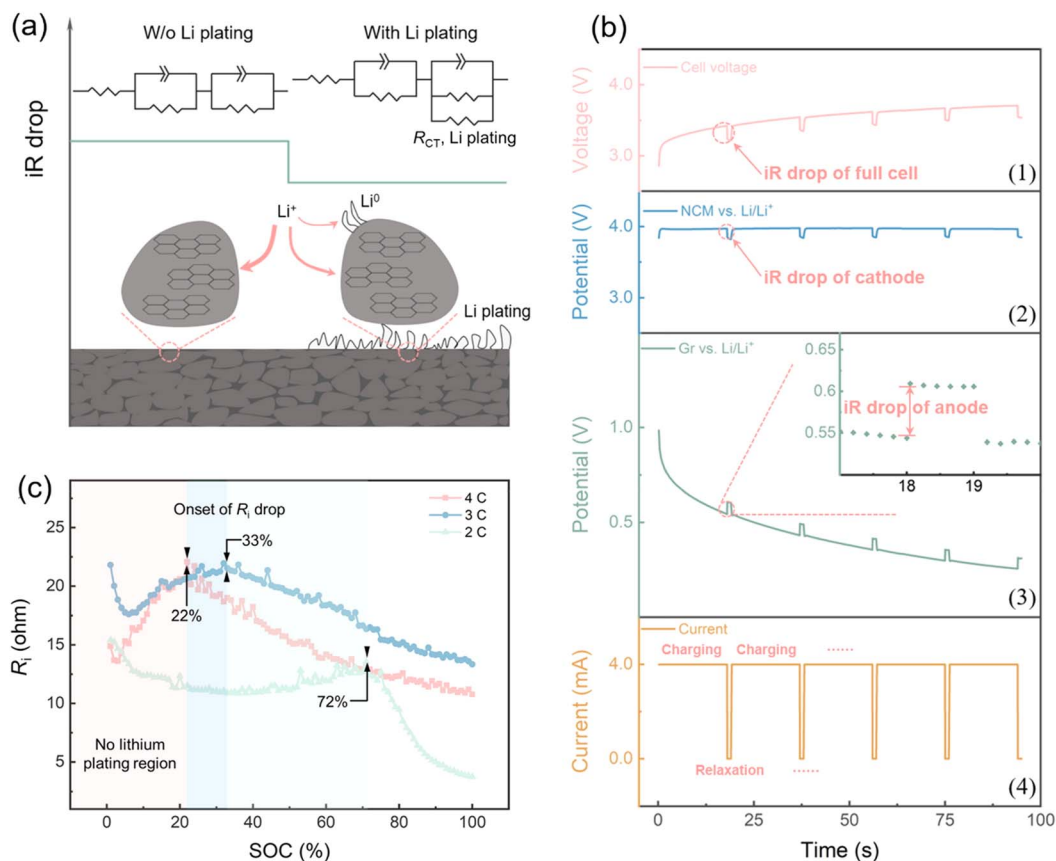 (a)
W/o Li plating
With Li plating
R_CT, Li plating
iR drop
Li⁺
Li⁰
Li plating
(b)
Cell voltage
Voltage (V)
4.0
3.0
iR drop of full cell
(1)
NCM vs. Li/Li⁺
Potential (V)
4.0
3.0
iR drop of cathode
(2)
Gr vs. Li/Li⁺
Potential (V)
1.0
0.5
0.65
0.6
0.55
iR drop of anode
18
19
(3)
Current
Current (mA)
4.0
0.0
Charging
Charging
......
Relaxation
......
(4)
0
25
50
75
100
Time (s)
(c)
Onset of R_i drop
4 C
3 C
2 C
33%
22%
72%
No lithium
plating region
R_i (ohm)
25
20
15
10
5
0
20
40
60
80
100
SOC (%)